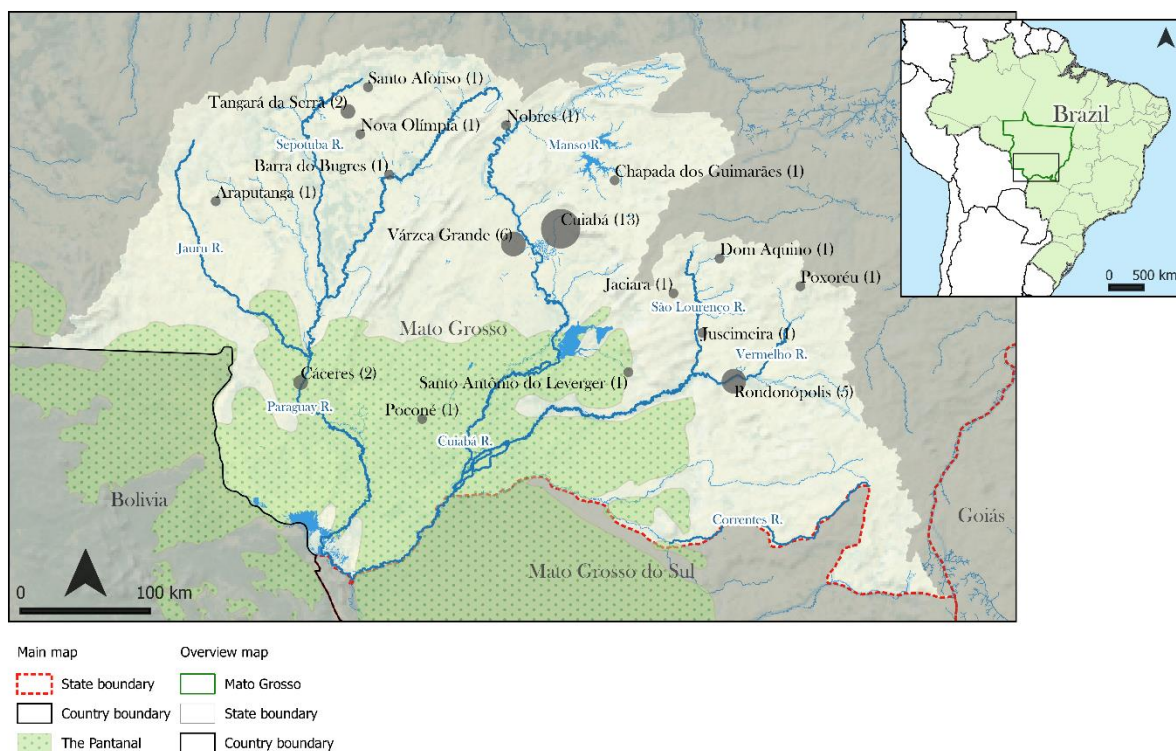 Santo Afonso (1)
Tangará da Serra (2)
Nova Olímpia (1)
Nobres (1)
Sepotuba R.
Manso R.
Barra do Bugres (1)
Chapada dos Guimarães (1)
Araputanga (1)
Cuiabá (13)
Várzea Grande (6)
Jauru R.
Dom Aquino (1)
Jaciara (1)
Poxoréu (1)
São Lourenço R.
Mato Grosso
Juscimeira (1)
Vermelho R.
Cáceres (2)
Santo Antônio do Leverger (1)
Rondonópolis (5)
Paraguay R.
Poconé (1)
Cuiabá R.
Bolivia
Correntes R.
Goiás
Mato Grosso do Sul
0 100 km
Brazil
0 500 km
Main map Overview map
State boundary Mato Grosso
Country boundary State boundary
The Pantanal Country boundary